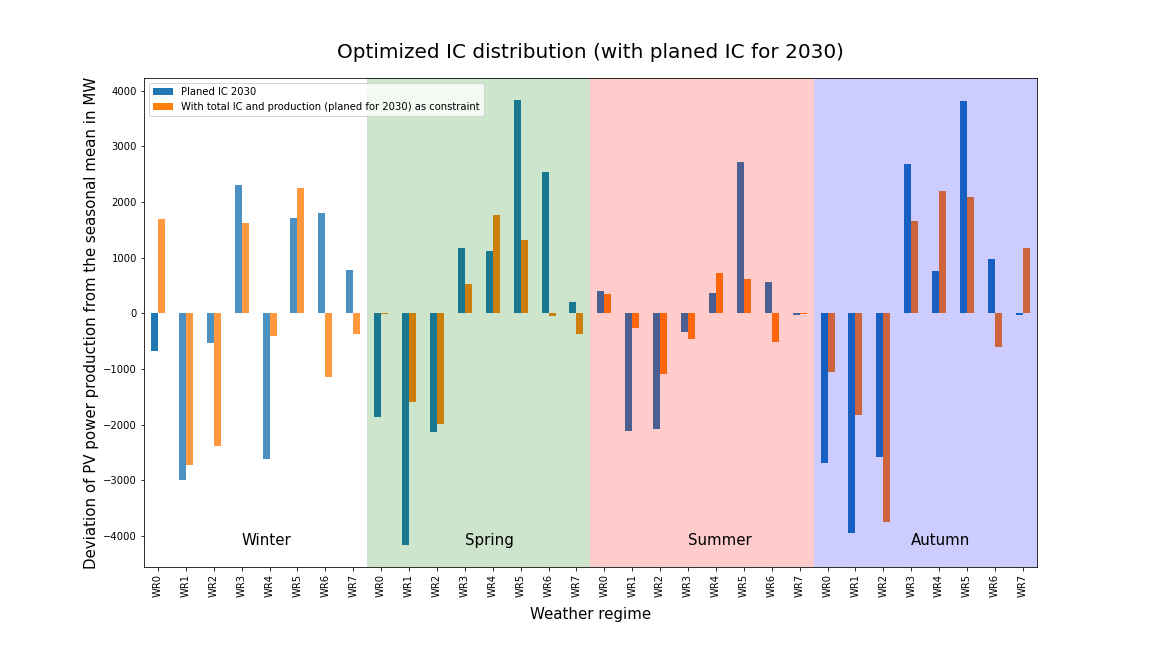 Optimized IC distribution (with planed IC for 2030)
Deviation of PV power production from the seasonal mean in MW
4000
3000
2000
1000
0
−1000
−2000
−3000
−4000
Planed IC 2030
With total IC and production (planed for 2030) as constraint
Winter Spring Summer Autumn
WR0 WR1 WR2 WR3 WR4 WR5 WR6 WR7 WR0 WR1 WR2 WR3 WR4 WR5 WR6 WR7 WR0 WR1 WR2 WR3 WR4 WR5 WR6 WR7 WR0 WR1 WR2 WR3 WR4 WR5 WR6 WR7
Weather regime